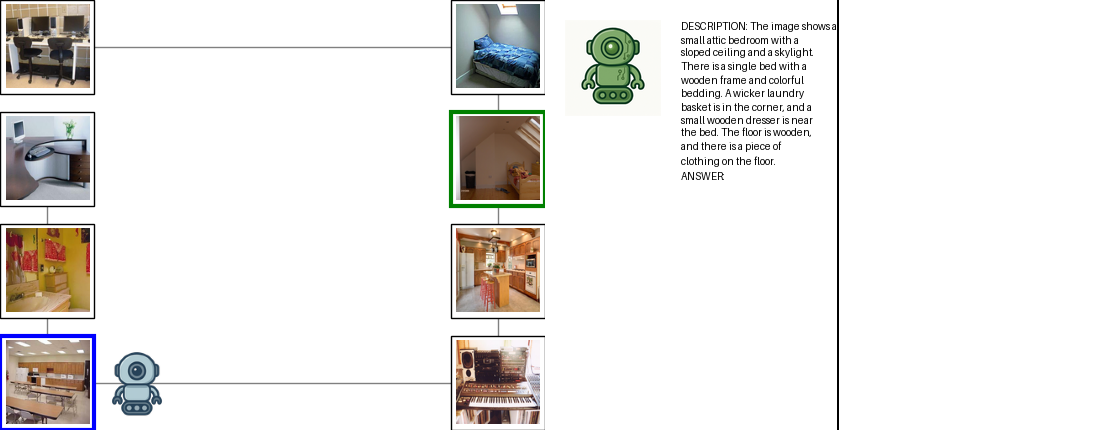 DESCRIPTION: The image shows a
small attic bedroom with a
sloped ceiling and a skylight.
There is a single bed with a
wooden frame and colorful
bedding. A wicker laundry
basket is in the corner, and a
small wooden dresser is near
the bed. The floor is wooden,
and there is a piece of
clothing on the floor.
ANSWER: